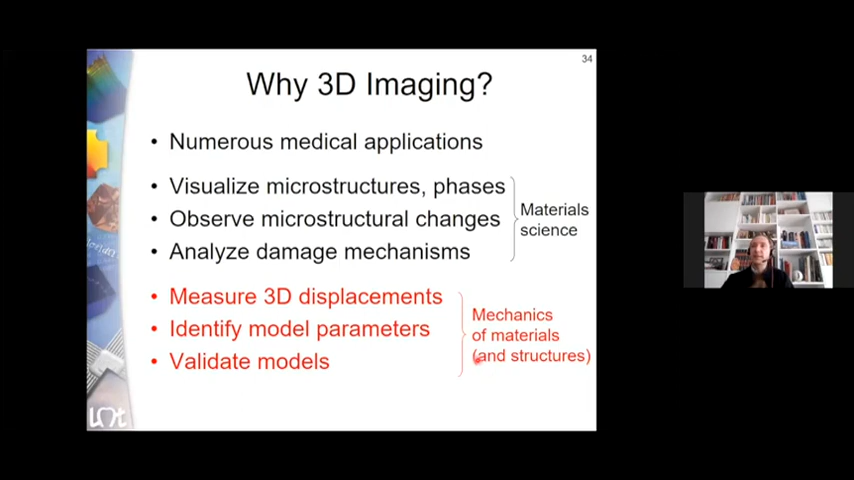 34
Why 3D Imaging?
• Numerous medical applications
• Visualize microstructures, phases
• Observe microstructural changes
• Analyze damage mechanisms
Materials
science
• Measure 3D displacements
• Identify model parameters
• Validate models
Mechanics
of materials
(and structures)